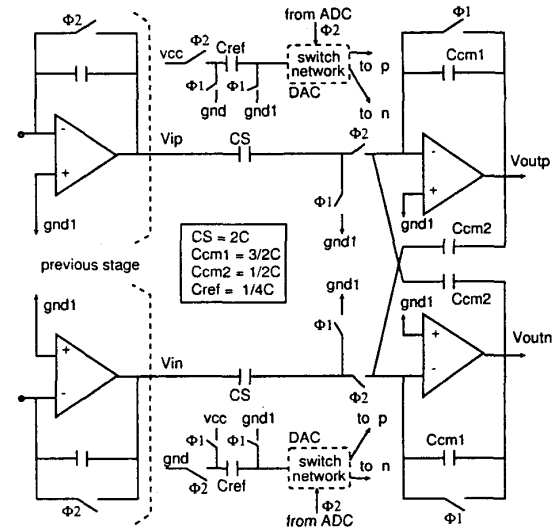 from ADC
Φ2
Φ1
Φ2
vcc
Φ2
Cref
switch
network
Ccm1
Φ1
Φ1
gnd
gnd1
DAC
to p
to n
Φ2
-
+
Vip
CS
-
+
Voutp
gnd1
Φ1
gnd1
gnd1
Ccm2
CS = 2C
Ccm1 = 3/2C
Ccm2 = 1/2C
Cref = 1/4C
previous stage
gnd1
gnd1
gnd1
Ccm2
Φ1
+
-
Vin
CS
Φ2
+
-
Voutn
vcc
gnd1
to p
DAC
Φ1
Φ1
gnd
switch
network
to n
Ccm1
Φ2
Cref
Φ2
Φ2
from ADC
Φ1